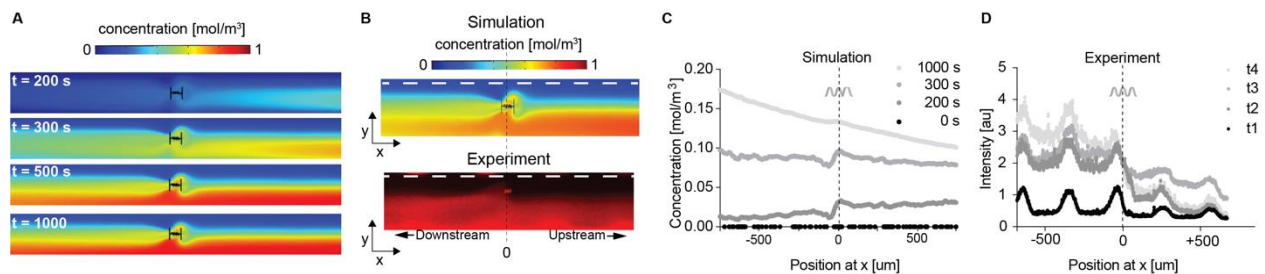 A
concentration [mol/m³]
0 1
t = 200 s
t = 300 s
t = 500 s
t = 1000
B
Simulation
concentration [mol/m³]
0 1
y
x
Experiment
y
x
Downstream Upstream
0
C
Simulation
Concentration [mol/m³]
0.20
0.15
0.10
0.05
0.00
1000 s
300 s
200 s
0 s
-500 0 500
Position at x [um]
D
Experiment
Intensity [au]
5
4
3
2
1
0
t4
t3
t2
t1
-500 0 +500
Position at x [um]